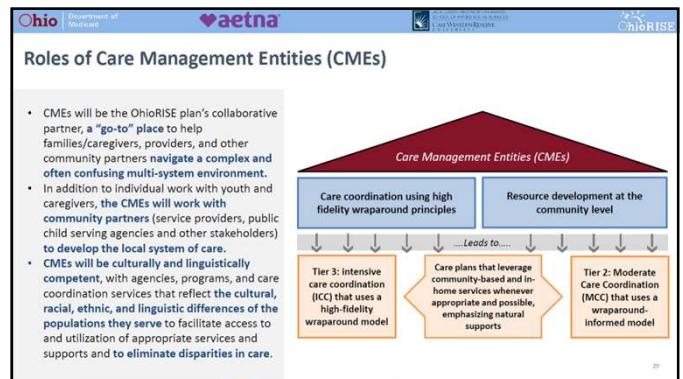 Ohio Department of Medicaid
aetna
CASE WESTERN RESERVE
UNIVERSITY
OhioRISE
Roles of Care Management Entities (CMEs)
• CMEs will be the OhioRISE plan's collaborative
partner, a "go-to" place to help
families/caregivers, providers, and other
community partners navigate a complex and
often confusing multi-system environment.
• In addition to individual work with youth and
caregivers, the CMEs will work with
community partners (service providers, public
child serving agencies and other stakeholders)
to develop the local system of care.
• CMEs will be culturally and linguistically
competent, with agencies, programs, and care
coordination services that reflect the cultural,
racial, ethnic, and linguistic differences of the
populations they serve to facilitate access to
and utilization of appropriate services and
supports and to eliminate disparities in care.
Care Management Entities (CMEs)
Care coordination using high
fidelity wraparound principles
Resource development at the
community level
....Leads to.....
Tier 3: intensive
care coordination
(ICC) that uses a
high-fidelity
wraparound model
Care plans that leverage
community-based and in-
home services whenever
appropriate and possible,
emphasizing natural
supports
Tier 2: Moderate
Care Coordination
(MCC) that uses a
wraparound-
informed model